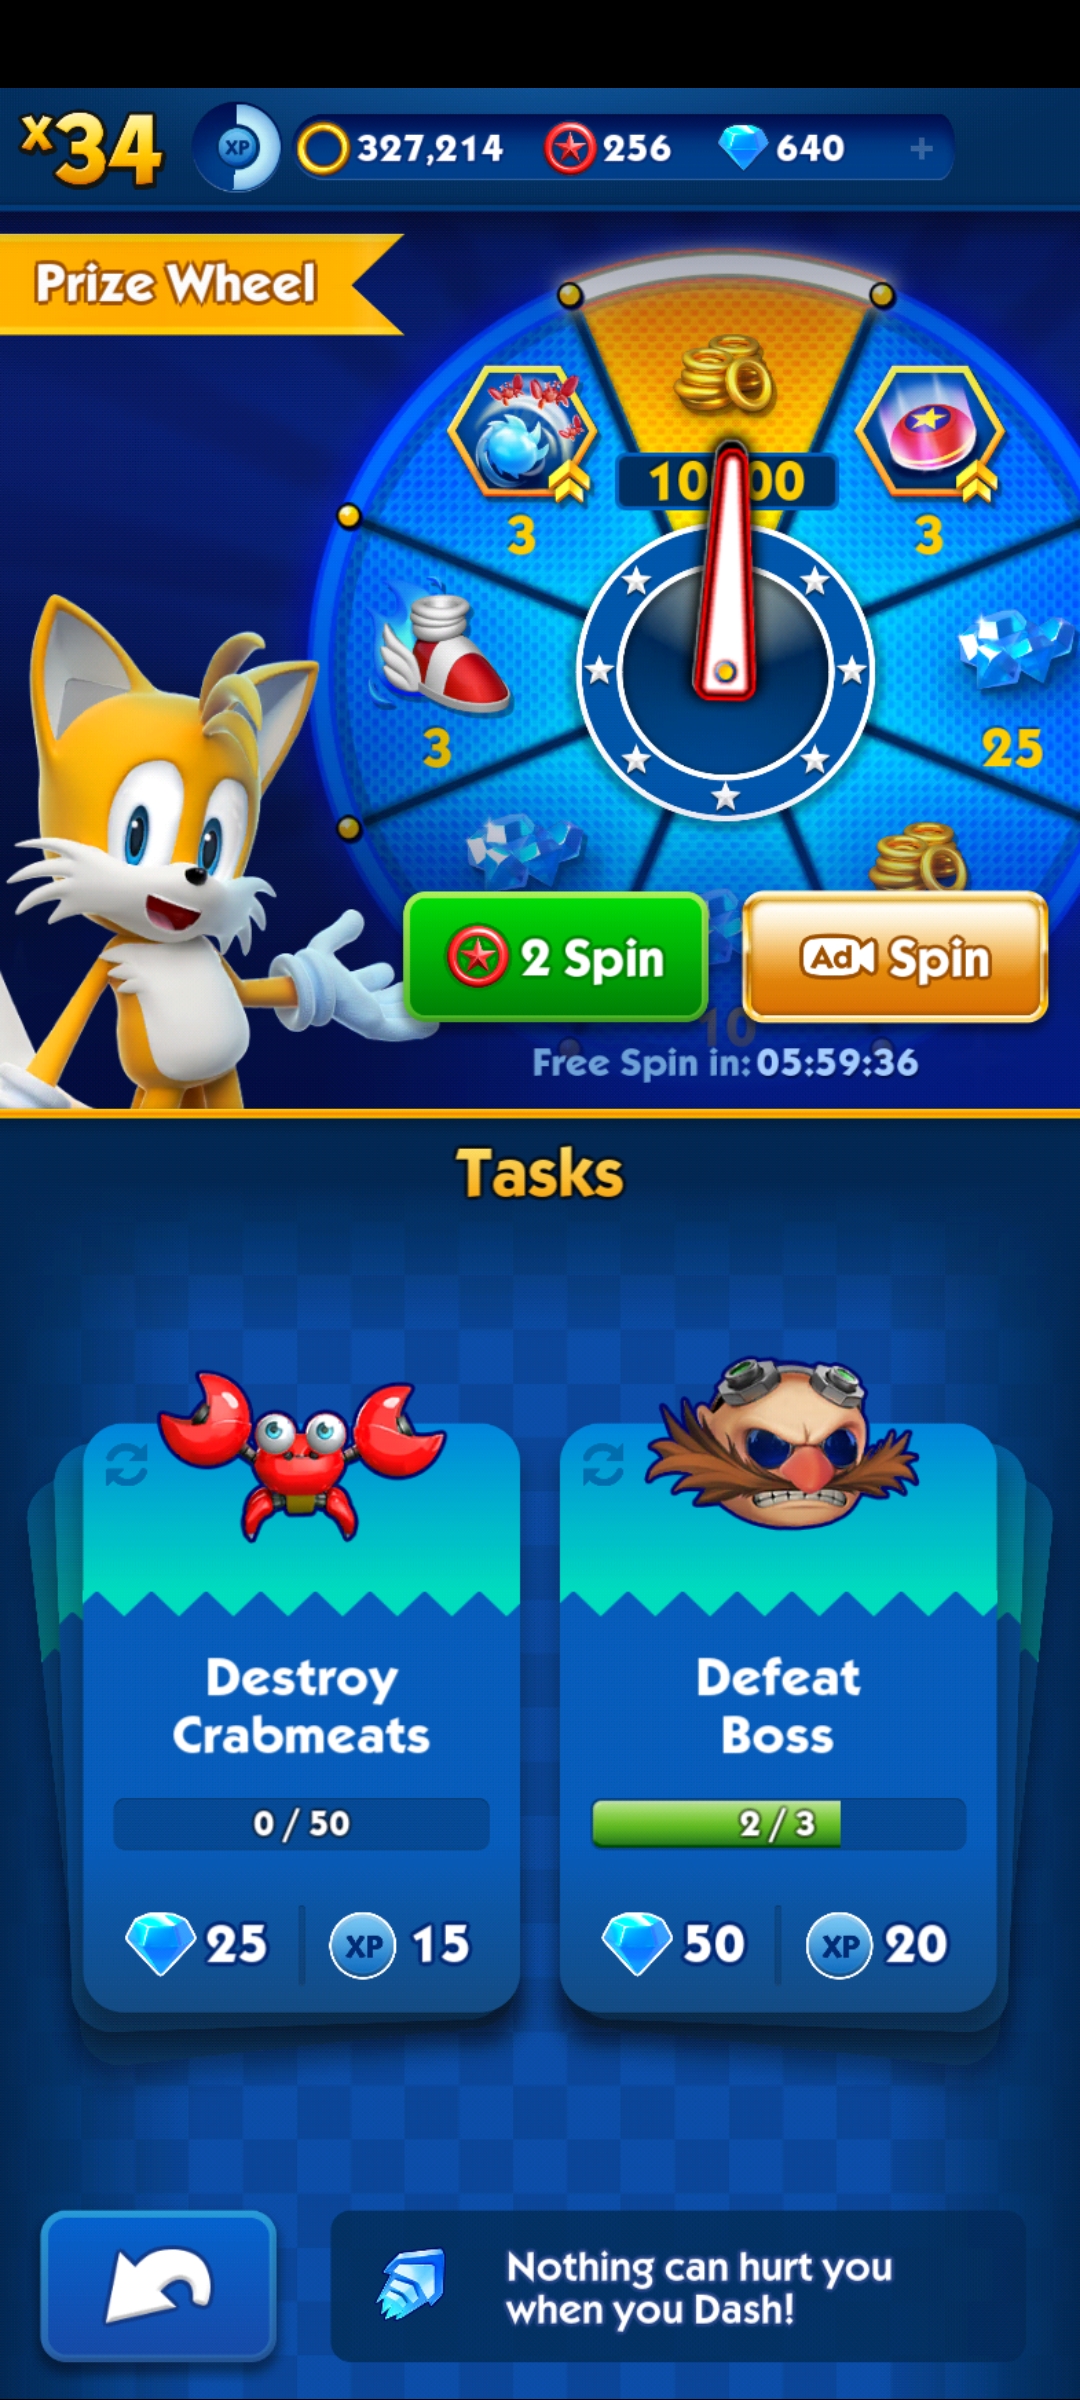 x34
XP
327,214
256
640
+
Prize Wheel
3
3
3
25
2 Spin
Ad Spin
10
Free Spin in: 05:59:36
Tasks
Destroy
Crabmeats
0 / 50
25
XP 15
Defeat
Boss
2 / 3
50
XP 20
Nothing can hurt you
when you Dash!